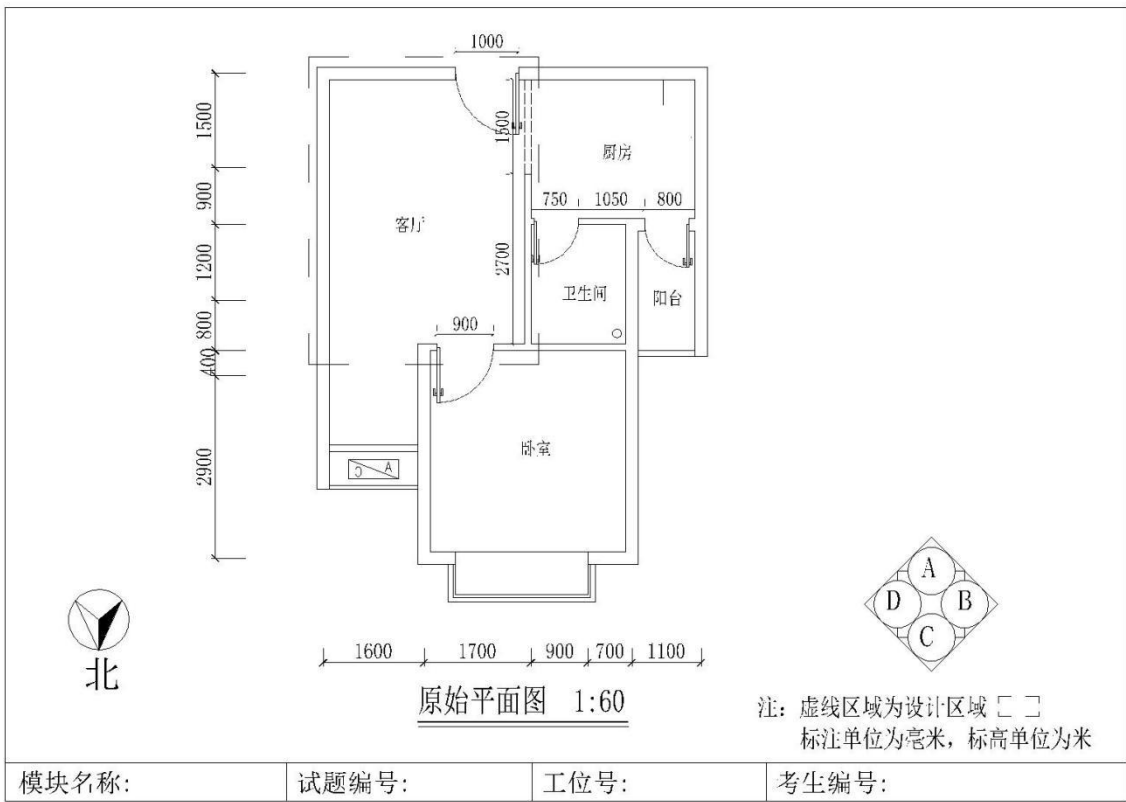 1000
1500
900
1200
800
400
2900
1500
厨房
750 1050 800
客厅
2700
卫生间
阳台
900
卧室
A
C
北
A
D
B
C
1600 1700 900 700 1100
原始平面图 1:60
注: 虚线区域为设计区域
标注单位为毫米, 标高单位为米
模块名称: 试题编号: 工位号: 考生编号: